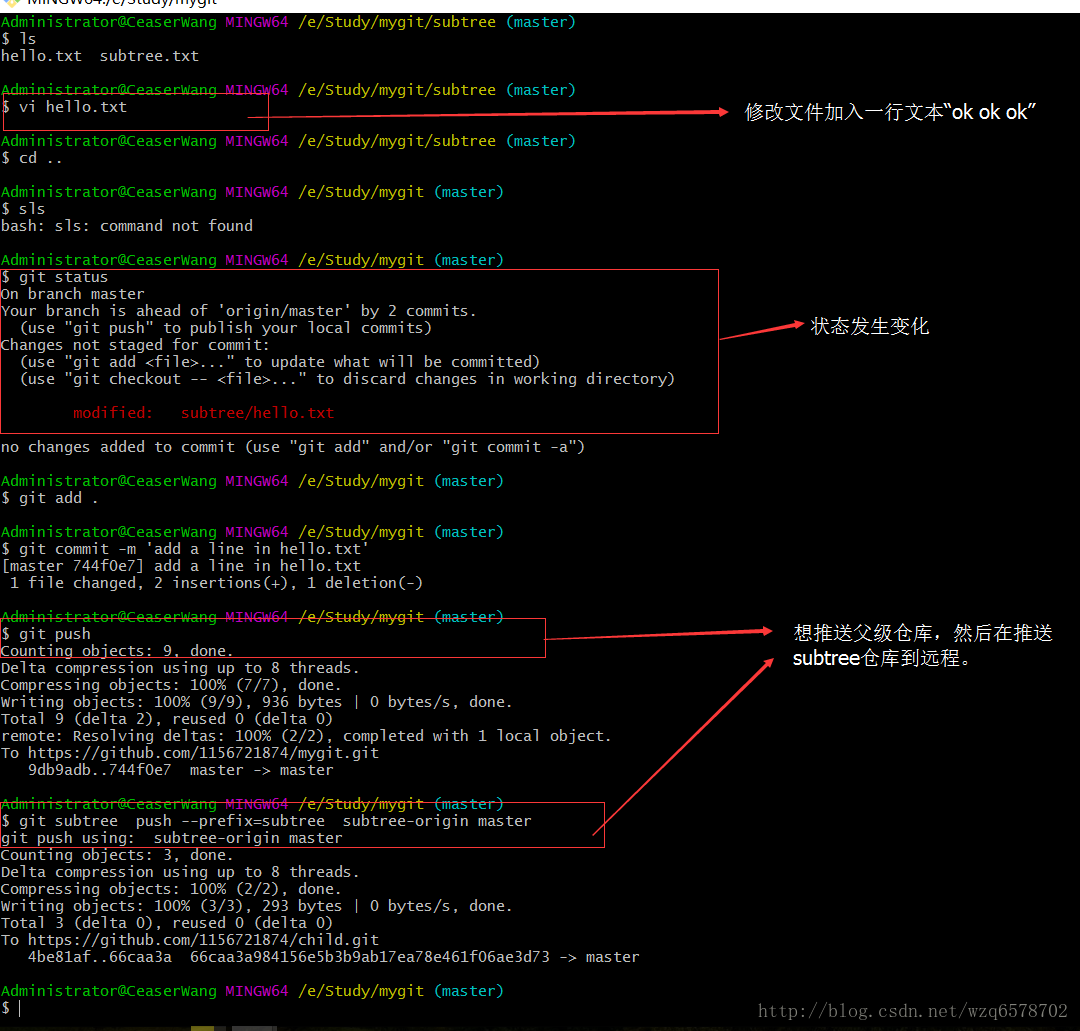 MINGW64:/e/Study/mygit
Administrator@CeaserWang MINGW64 /e/Study/mygit/subtree (master)
$ ls
hello.txt  subtree.txt
Administrator@CeaserWang MINGW64 /e/Study/mygit/subtree (master)
$ vi hello.txt
修改文件加入一行文本“ok ok ok”
Administrator@CeaserWang MINGW64 /e/Study/mygit/subtree (master)
$ cd ..
Administrator@CeaserWang MINGW64 /e/Study/mygit (master)
$ sls
bash: sls: command not found
Administrator@CeaserWang MINGW64 /e/Study/mygit (master)
$ git status
On branch master
Your branch is ahead of 'origin/master' by 2 commits.
  (use "git push" to publish your local commits)
Changes not staged for commit:
  (use "git add <file>..." to update what will be committed)
  (use "git checkout -- <file>..." to discard changes in working directory)
        modified:   subtree/hello.txt
状态发生变化
no changes added to commit (use "git add" and/or "git commit -a")
Administrator@CeaserWang MINGW64 /e/Study/mygit (master)
$ git add .
Administrator@CeaserWang MINGW64 /e/Study/mygit (master)
$ git commit -m 'add a line in hello.txt'
[master 744f0e7] add a line in hello.txt
 1 file changed, 2 insertions(+), 1 deletion(-)
Administrator@CeaserWang MINGW64 /e/Study/mygit (master)
$ git push
Counting objects: 9, done.
想推送父级仓库，然后在推送
subtree仓库到远程。
Delta compression using up to 8 threads.
Compressing objects: 100% (7/7), done.
Writing objects: 100% (9/9), 936 bytes | 0 bytes/s, done.
Total 9 (delta 2), reused 0 (delta 0)
remote: Resolving deltas: 100% (2/2), completed with 1 local object.
To https://github.com/1156721874/mygit.git
   9db9adb..744f0e7  master -> master
Administrator@CeaserWang MINGW64 /e/Study/mygit (master)
$ git subtree  push --prefix=subtree  subtree-origin master
git push using:  subtree-origin master
Counting objects: 3, done.
Delta compression using up to 8 threads.
Compressing objects: 100% (2/2), done.
Writing objects: 100% (3/3), 293 bytes | 0 bytes/s, done.
Total 3 (delta 0), reused 0 (delta 0)
To https://github.com/1156721874/child.git
   4be81af..66caa3a  66caa3a984156e5b3b9ab17ea78e461f06ae3d73 -> master
Administrator@CeaserWang MINGW64 /e/Study/mygit (master)
$
http://blog.csdn.net/wzq6578702